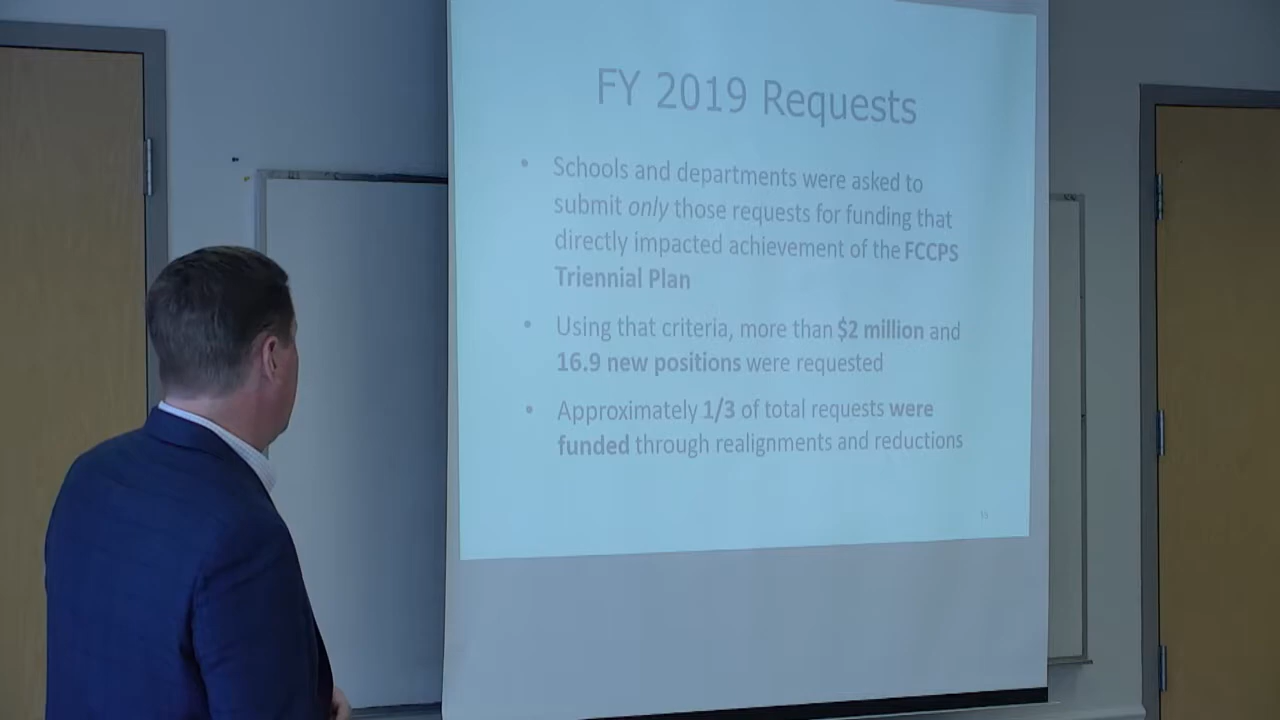 FY 2019 Requests
• Schools and departments were asked to
submit only those requests for funding that
directly impacted achievement of the FCCPS
Triennial Plan
• Using that criteria, more than $2 million and
16.9 new positions were requested
• Approximately 1/3 of total requests were
funded through realignments and reductions